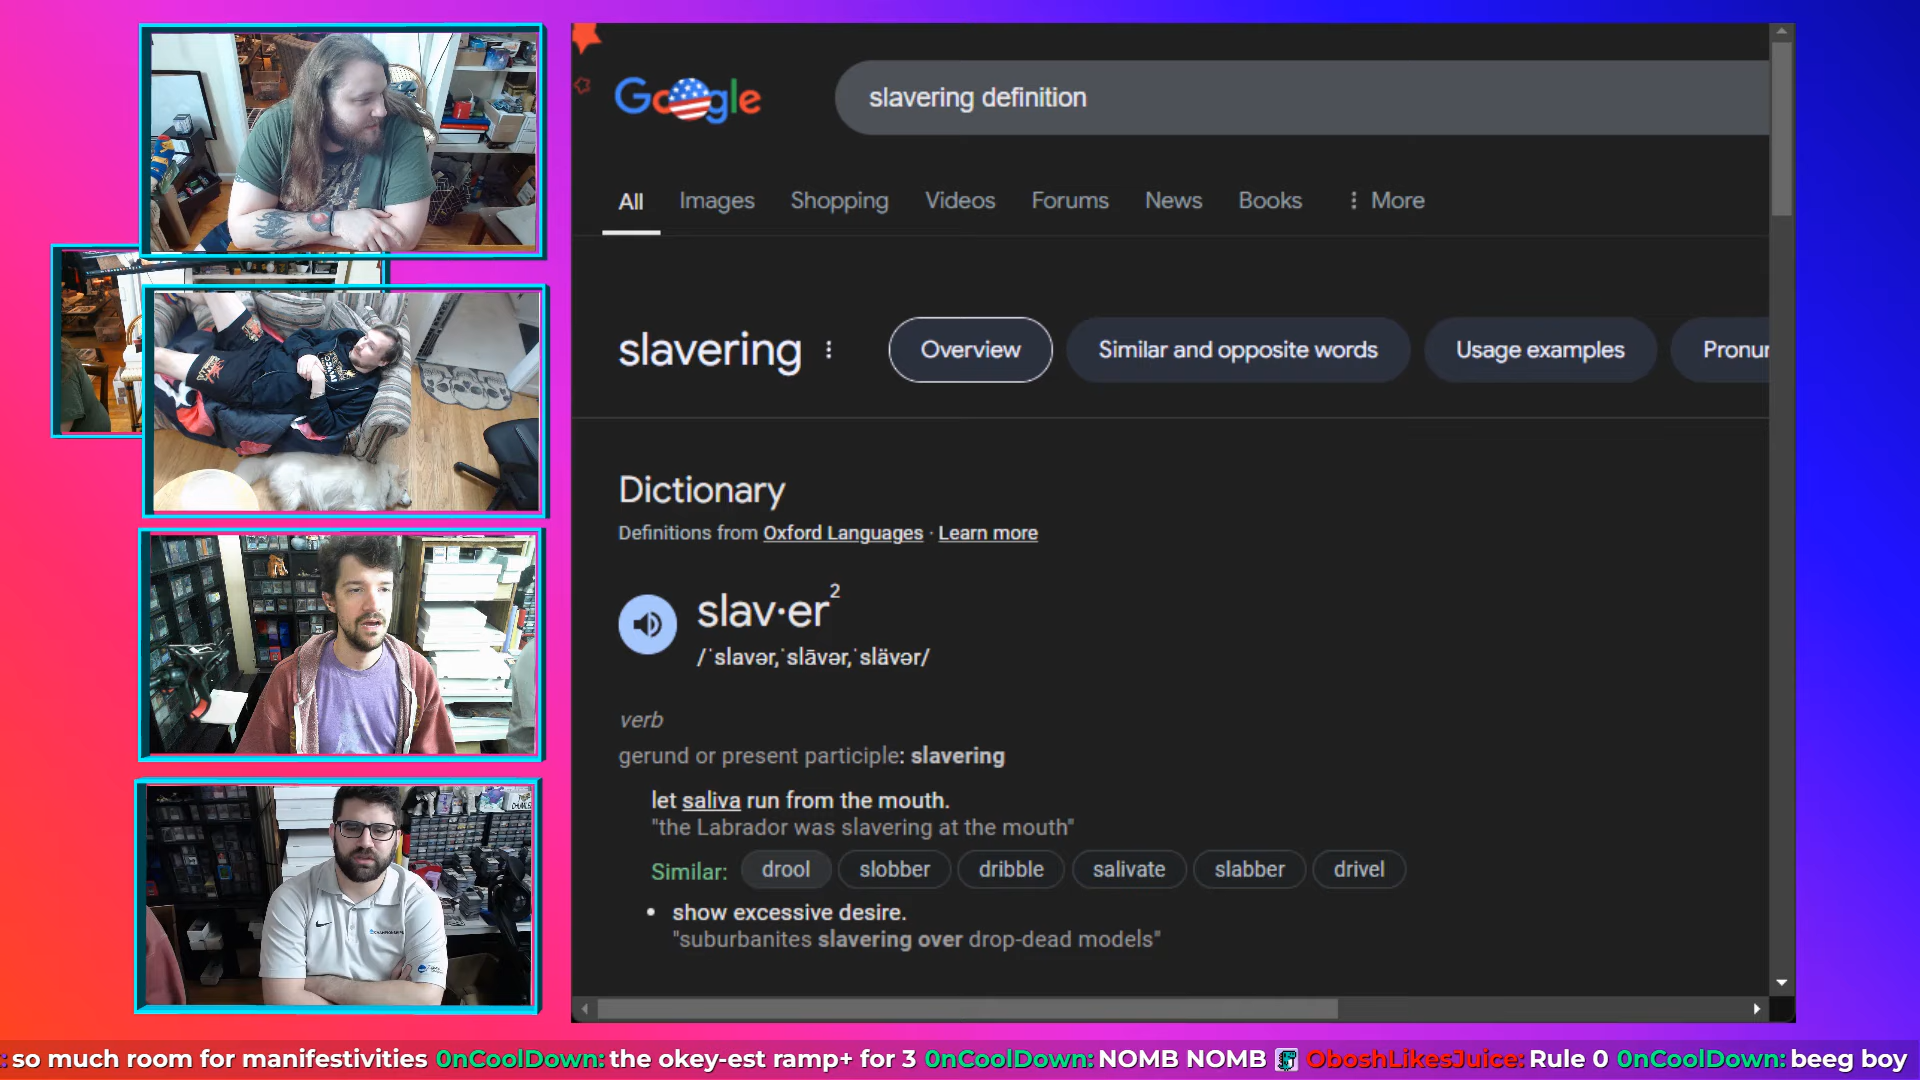 Google
slavering definition
All Images Shopping Videos Forums News Books More
slavering
Overview Similar and opposite words Usage examples Pronun
Dictionary
Definitions from Oxford Languages · Learn more
slav·er2
/ˈslavər,ˈslāvər,ˈslävər/
verb
gerund or present participle: slavering
let saliva run from the mouth.
"the Labrador was slavering at the mouth"
Similar: drool slobber dribble salivate slabber drivel
• show excessive desire.
"suburbanites slavering over drop-dead models"
: so much room for manifestivities 0nCoolDown: the okey-est ramp+ for 3 0nCoolDown: NOMB NOMB OboshLikesJuice: Rule 0 0nCoolDown: beeg boy